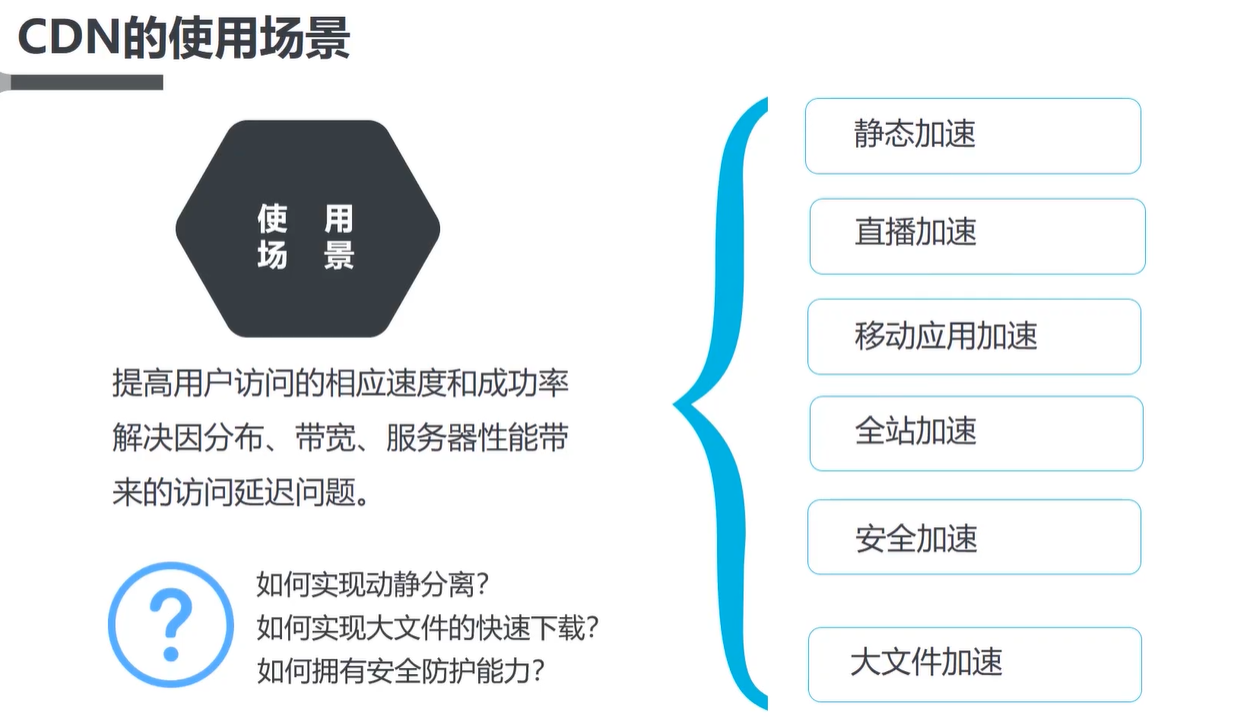 CDN的使用场景
使 用
场 景
提高用户访问的相应速度和成功率
解决因分布、带宽、服务器性能带
来的访问延迟问题。
如何实现动静分离?
如何实现大文件的快速下载?
如何拥有安全防护能力?
静态加速
直播加速
移动应用加速
全站加速
安全加速
大文件加速